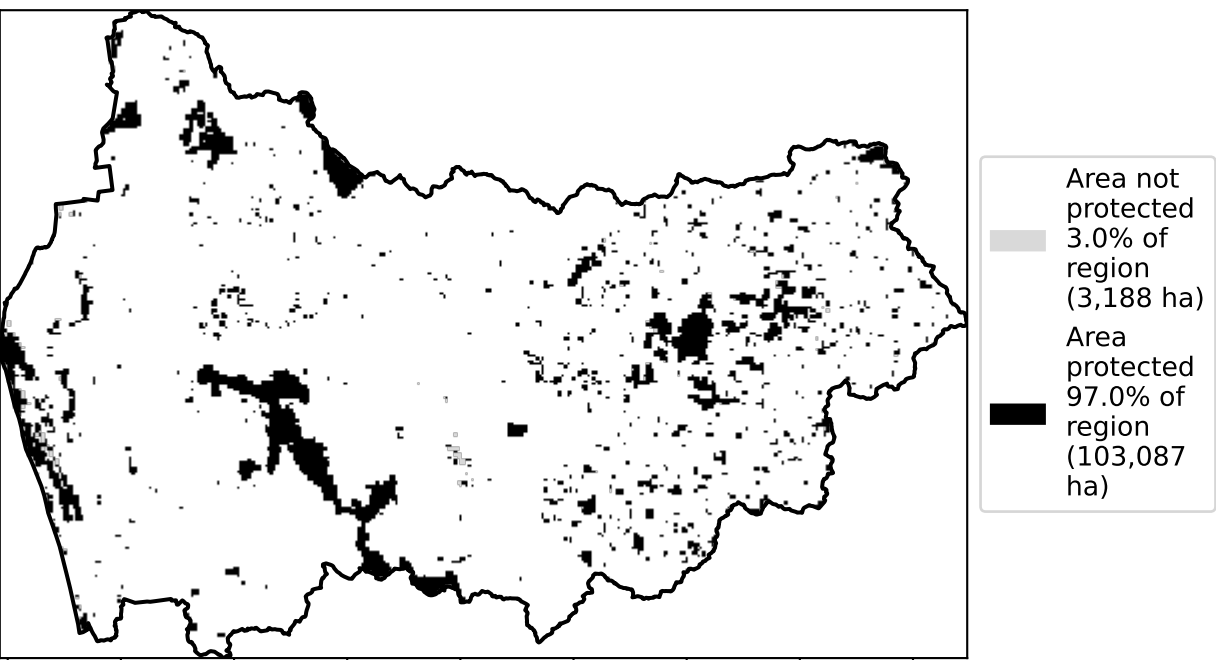 Area not
protected
3.0% of
region
(3,188 ha)
Area
protected
97.0% of
region
(103,087
ha)